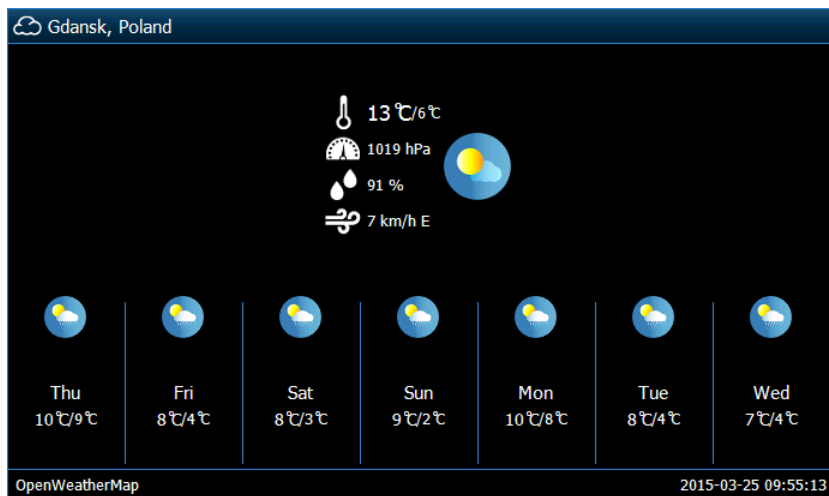 Gdansk, Poland
13℃/6℃
1019 hPa
91 %
7 km/h E
Thu Fri Sat Sun Mon Tue Wed
10℃/9℃ 8℃/4℃ 8℃/3℃ 9℃/2℃ 10℃/8℃ 8℃/4℃ 7℃/4℃
OpenWeatherMap 2015-03-25 09:55:13